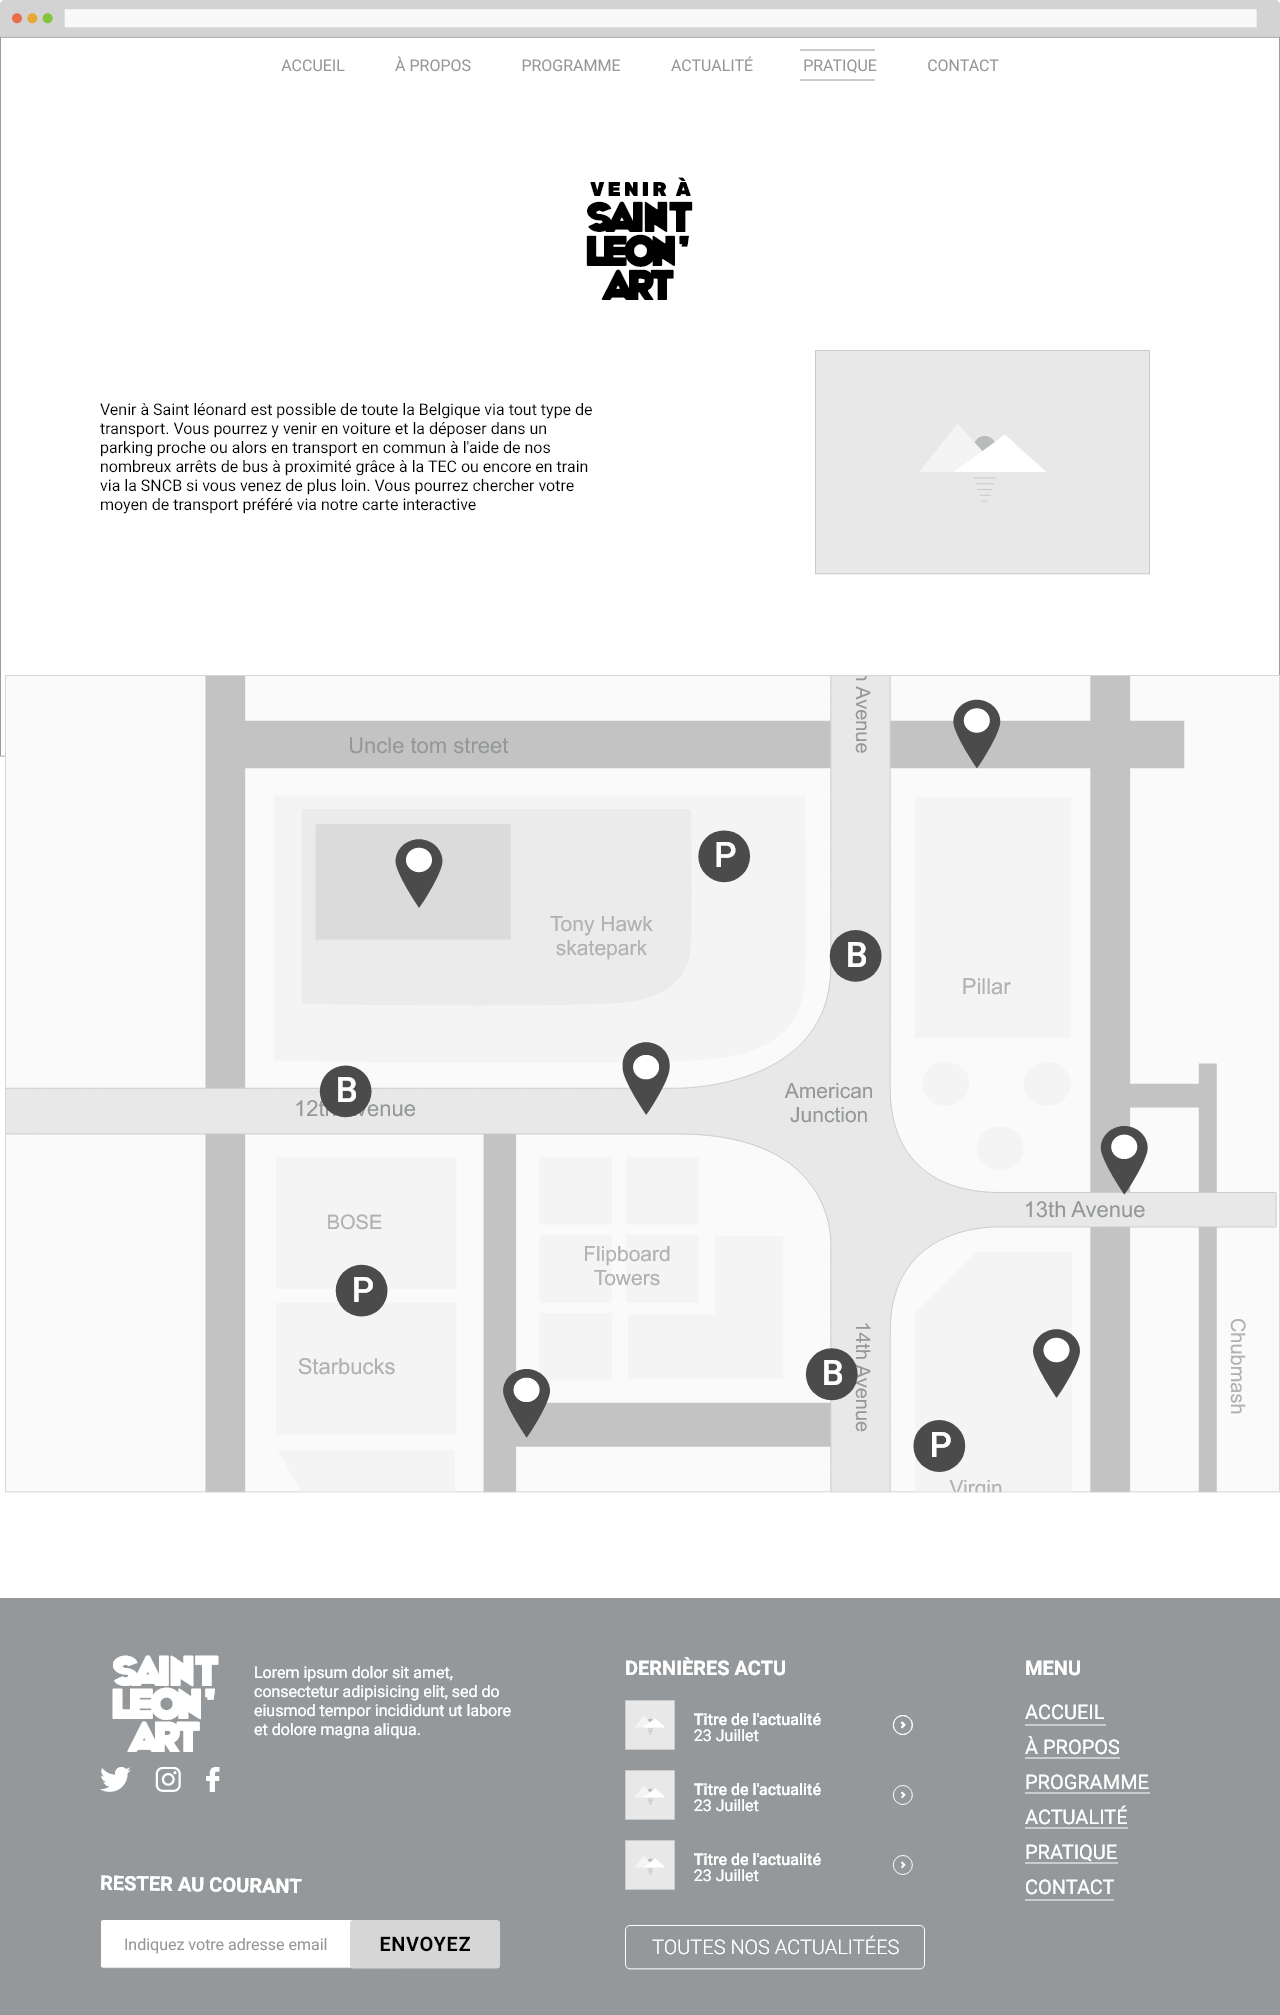 ACCUEIL À PROPOS PROGRAMME ACTUALITÉ PRATIQUE CONTACT
VENIR À
SAINT
LEON'
ART
Venir à Saint léonard est possible de toute la Belgique via tout type de
transport. Vous pourrez y venir en voiture et la déposer dans un
parking proche ou alors en transport en commun à l'aide de nos
nombreux arrêts de bus à proximité grâce à la TEC ou encore en train
via la SNCB si vous venez de plus loin. Vous pourrez chercher votre
moyen de transport préféré via notre carte interactive
Avenue
Uncle tom street
P
Tony Hawk
skatepark
B
Pillar
B
12th Avenue
American
Junction
13th Avenue
BOSE
Flipboard
Towers
P
Starbucks
14th Avenue
B
Chubmash
P
Virgin
SAINT
LEON'
ART
Lorem ipsum dolor sit amet,
consectetur adipisicing elit, sed do
eiusmod tempor incididunt ut labore
et dolore magna aliqua.
RESTER AU COURANT
Indiquez votre adresse email
ENVOYEZ
DERNIÈRES ACTU
Titre de l'actualité
23 Juillet
Titre de l'actualité
23 Juillet
Titre de l'actualité
23 Juillet
TOUTES NOS ACTUALITÉES
MENU
ACCUEIL
À PROPOS
PROGRAMME
ACTUALITÉ
PRATIQUE
CONTACT